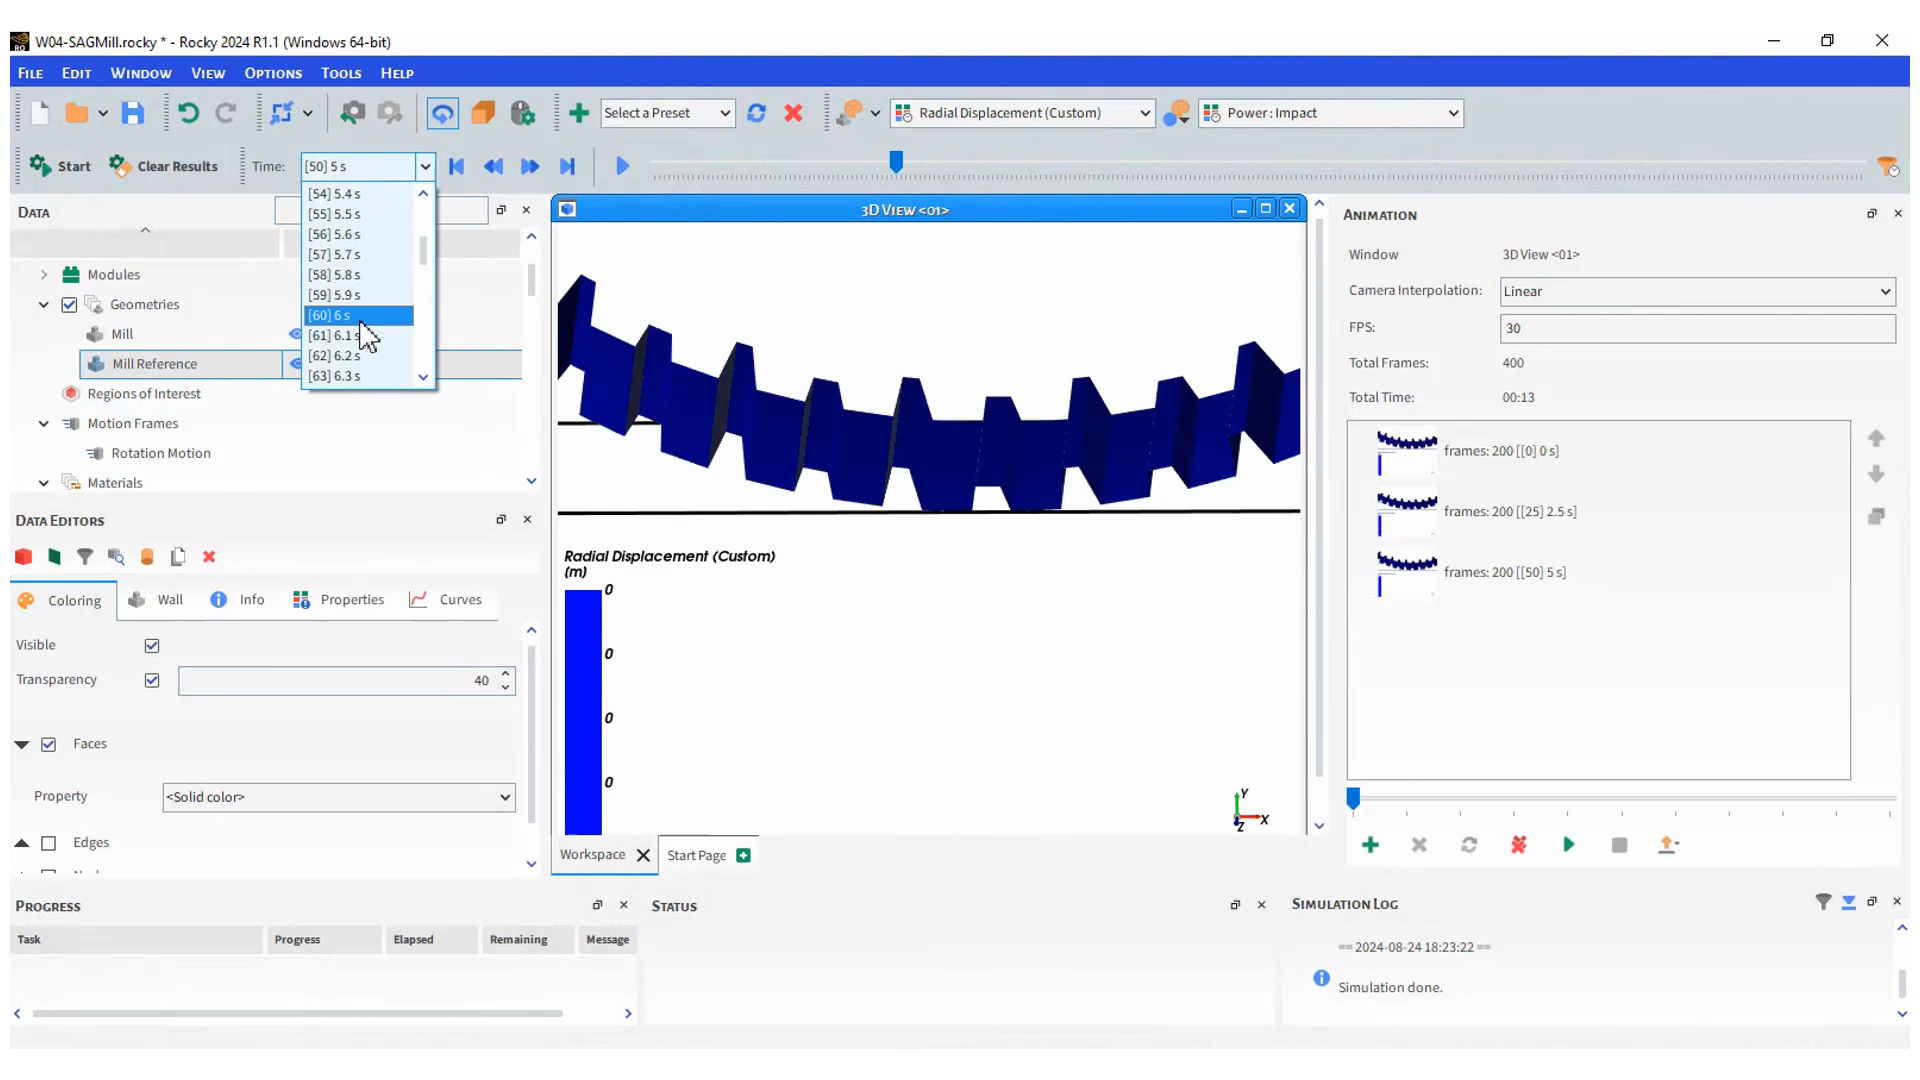 W04-SAGMill.rocky * - Rocky 2024 R1.1 (Windows 64-bit)
FILE EDIT WINDOW VIEW OPTIONS TOOLS HELP
Select a Preset
Radial Displacement (Custom)
Power : Impact
Start
Clear Results
Time:
[50] 5 s
[54] 5.4 s
[55] 5.5 s
[56] 5.6 s
[57] 5.7 s
[58] 5.8 s
[59] 5.9 s
[60] 6 s
[61] 6.1 s
[62] 6.2 s
[63] 6.3 s
DATA
Modules
Geometries
Mill
Mill Reference
Regions of Interest
Motion Frames
Rotation Motion
Materials
DATA EDITORS
Coloring
Wall
Info
Properties
Curves
Visible
Transparency
40
Faces
Property
<Solid color>
Edges
3D VIEW <01>
Radial Displacement (Custom)
(m)
0
0
0
0
Y
X
Z
Workspace
Start Page
ANIMATION
Window
3D View <01>
Camera Interpolation:
Linear
FPS:
30
Total Frames:
400
Total Time:
00:13
frames: 200 [[0] 0 s]
frames: 200 [[25] 2.5 s]
frames: 200 [[50] 5 s]
PROGRESS
Task
Progress
Elapsed
Remaining
Message
STATUS
SIMULATION LOG
== 2024-08-24 18:23:22 ==
Simulation done.